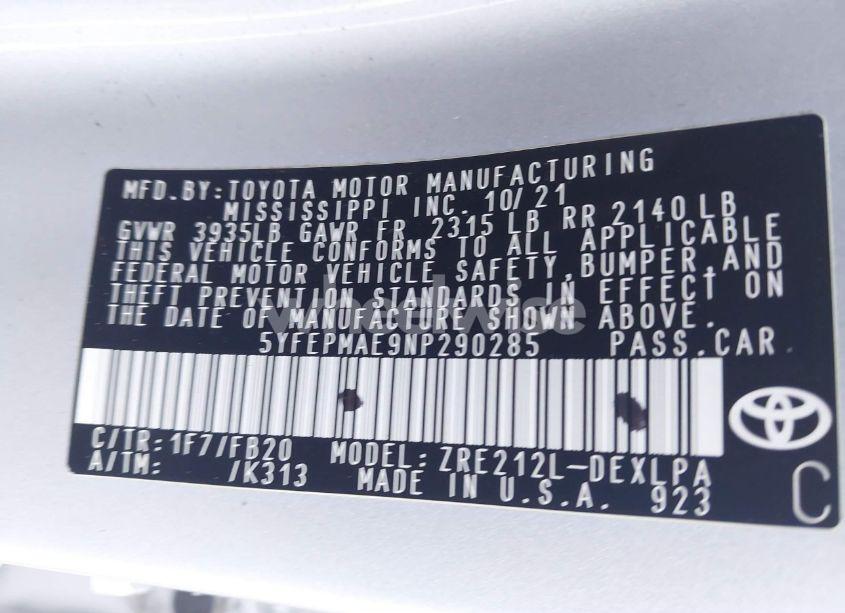 MFD.BY:TOYOTA MOTOR MANUFACTURING
MISSISSIPPI INC. 10/21
GVWR 3935LB GAWR FR 2315 LB RR 2140 LB
THIS VEHICLE CONFORMS TO ALL APPLICABLE
FEDERAL MOTOR VEHICLE SAFETY,BUMPER,AND
THEFT PREVENTION STANDARDS IN EFFECT ON
THE DATE OF MANUFACTURE SHOWN ABOVE.
5YFEPMAE9NP290285 PASS.CAR
C/TR:1F7/FB20 MODEL:ZRE212L-DEXLPA
A/TM: /K313 MADE IN U.S.A. 923
C